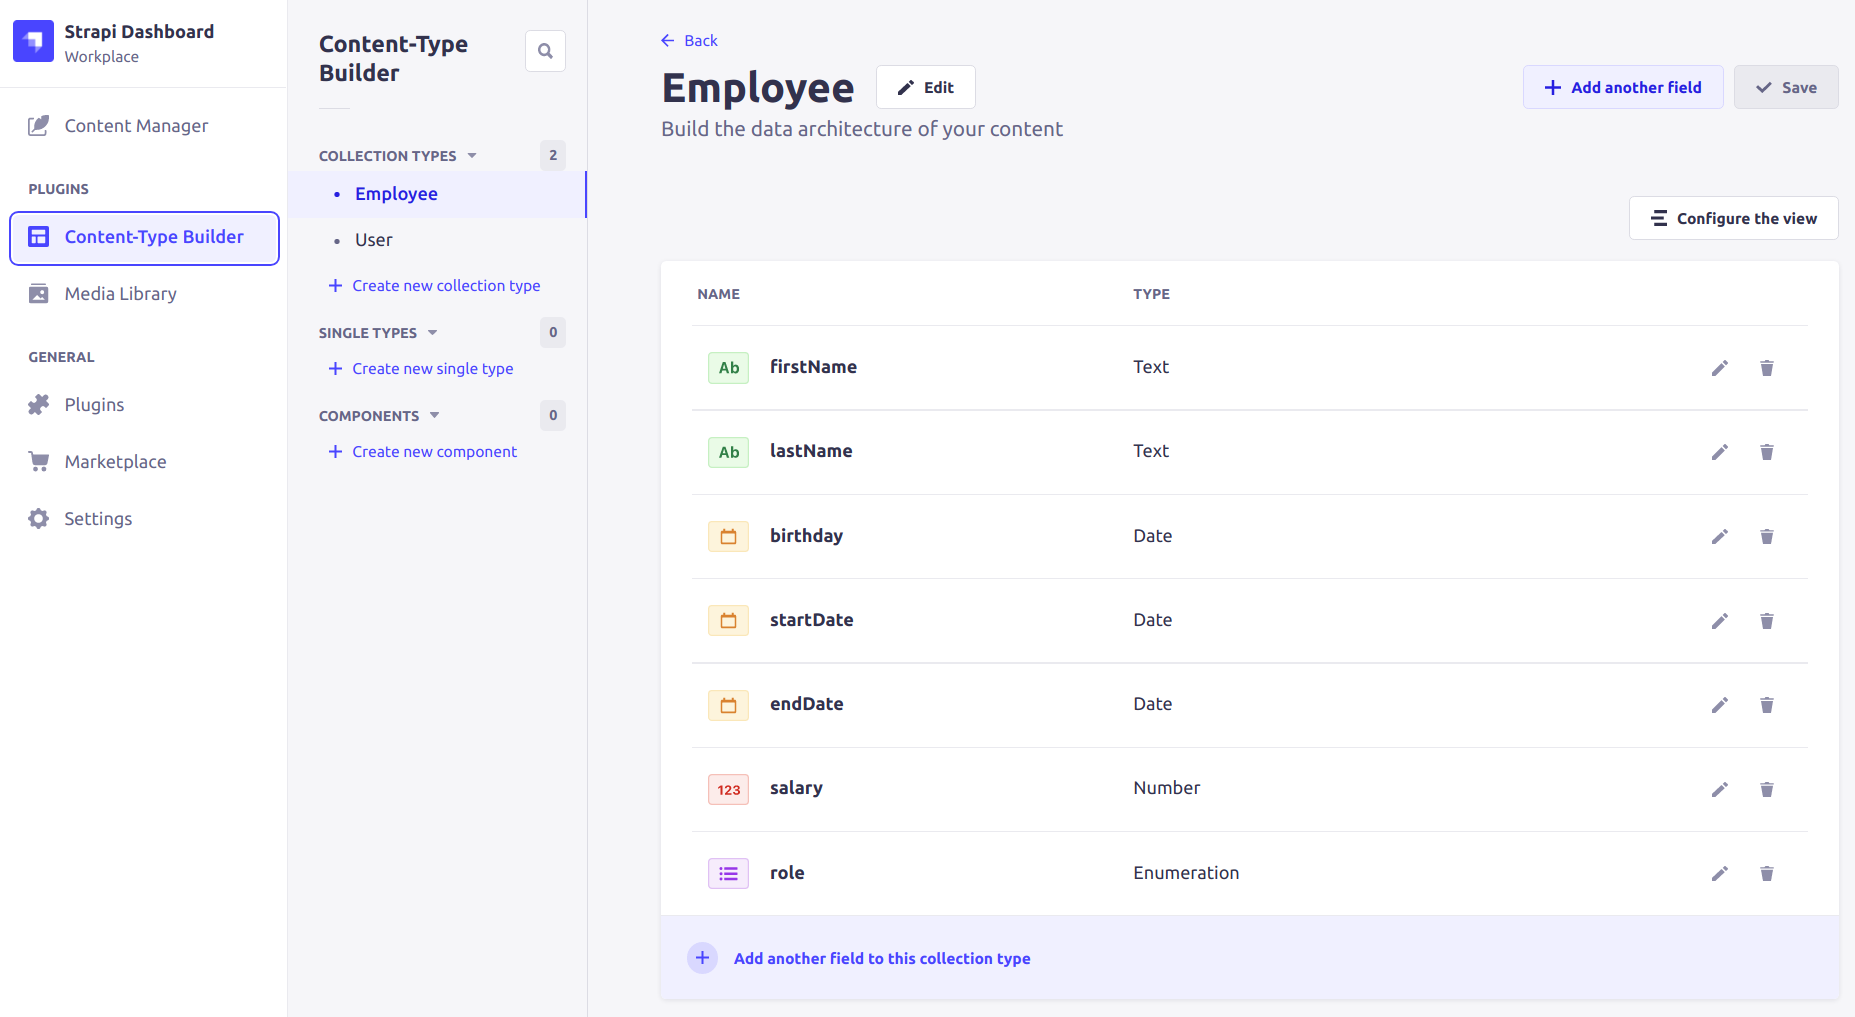 Strapi Dashboard
Workplace
Content Manager
PLUGINS
Content-Type Builder
Media Library
GENERAL
Plugins
Marketplace
Settings
Content-Type
Builder
COLLECTION TYPES 2
Employee
User
Create new collection type
SINGLE TYPES 0
Create new single type
COMPONENTS 0
Create new component
Back
Employee Edit
Add another field Save
Build the data architecture of your content
Configure the view
NAME TYPE
Ab firstName Text
Ab lastName Text
birthday Date
startDate Date
endDate Date
123 salary Number
role Enumeration
Add another field to this collection type